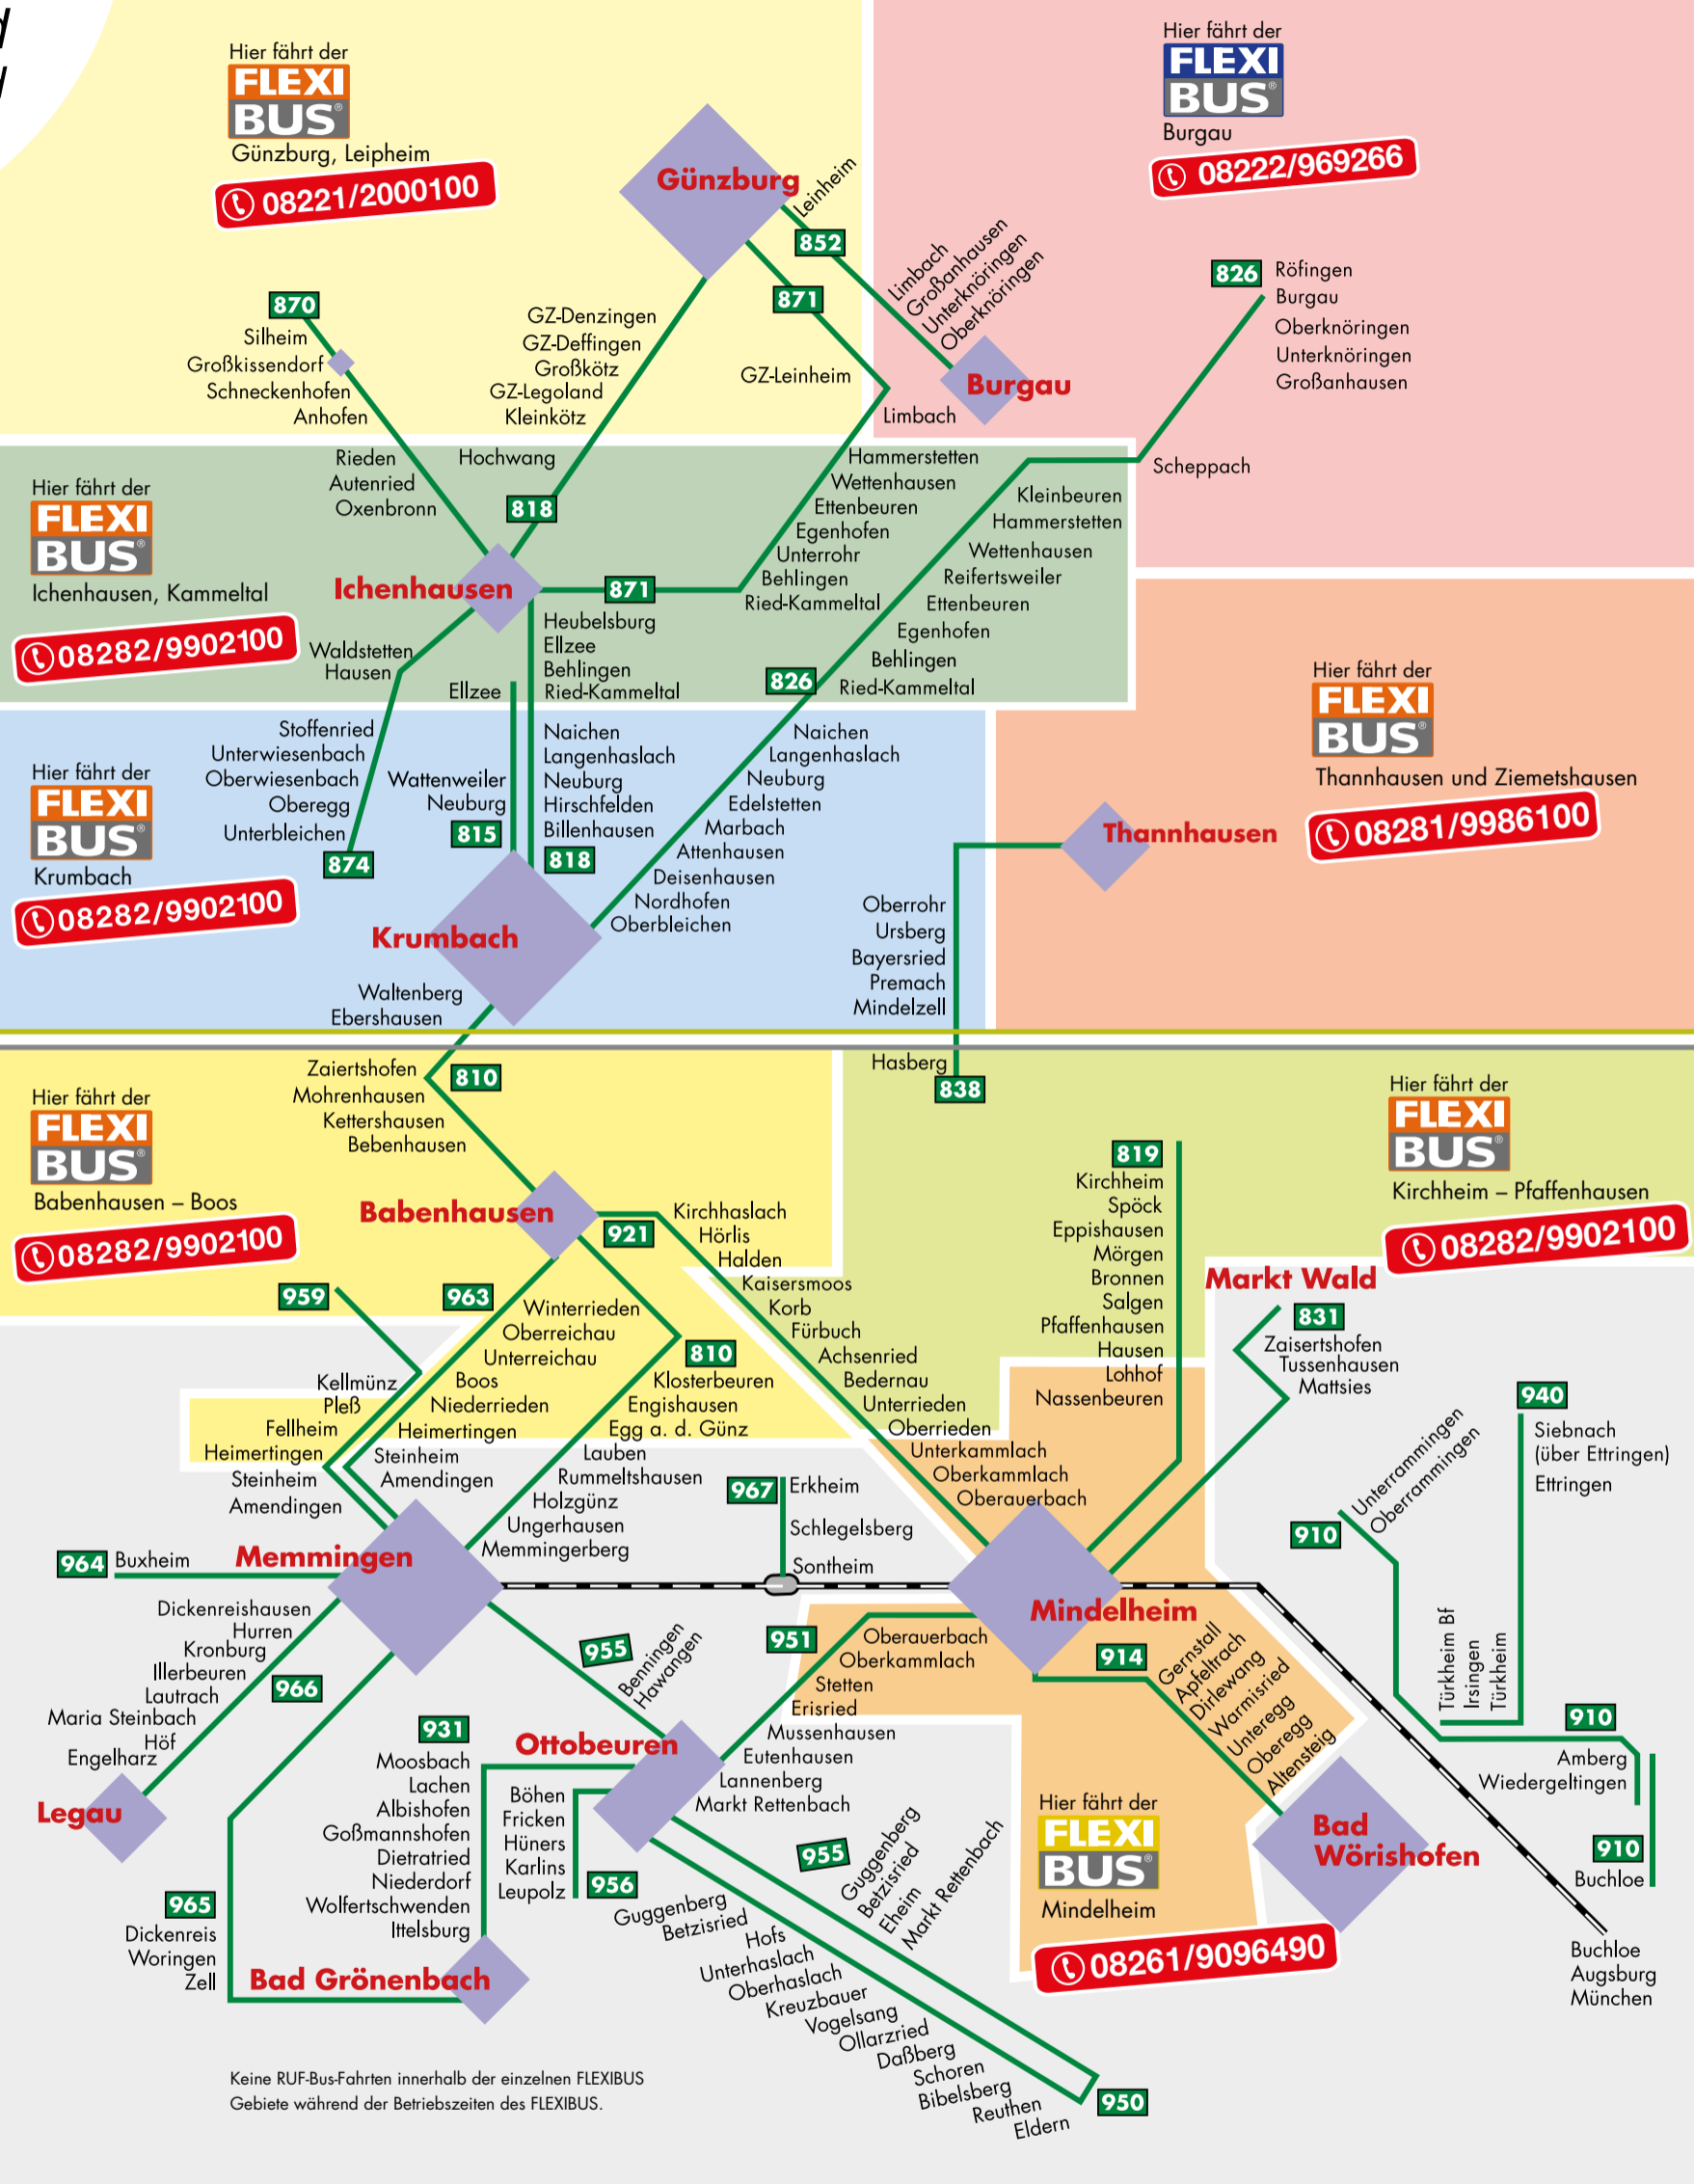 Hier fährt der
FLEXI
BUS®
Günzburg, Leipheim
08221/2000100
Hier fährt der
FLEXI
BUS®
Burgau
08222/969266
Günzburg
Leinheim
852
871
Limbach
Großanhausen
Unterknöringen
Oberknöringen
Burgau
826
Röfingen
Burgau
Oberknöringen
Unterknöringen
Großanhausen
Scheppach
870
Silheim
Großkissendorf
Schneckenhofen
Anhofen
Rieden
Autenried
Oxenbronn
GZ-Denzingen
GZ-Deffingen
Großkötz
GZ-Legoland
Kleinkötz
Hochwang
818
GZ-Leinheim
Limbach
Hammerstetten
Wettenhausen
Ettenbeuren
Egenhofen
Unterrohr
Behlingen
Ried-Kammeltal
Kleinbeuren
Hammerstetten
Wettenhausen
Reifertsweiler
Ettenbeuren
Egenhofen
Behlingen
Ried-Kammeltal
Hier fährt der
FLEXI
BUS®
Ichenhausen, Kammeltal
08282/9902100
Ichenhausen
871
Waldstetten
Hausen
Heubelsburg
Ellzee
Behlingen
Ried-Kammeltal
Ellzee
826
Hier fährt der
FLEXI
BUS®
Thannhausen und Ziemetshausen
08281/9986100
Hier fährt der
FLEXI
BUS®
Krumbach
08282/9902100
Stoffenried
Unterwiesenbach
Oberwiesenbach
Oberegg
Unterbleichen
874
Wattenweiler
Neuburg
815
Naichen
Langenhaslach
Neuburg
Hirschfelden
Billenhausen
818
Naichen
Langenhaslach
Neuburg
Edelstetten
Marbach
Attenhausen
Deisenhausen
Nordhofen
Oberbleichen
Thannhausen
Krumbach
Oberrohr
Ursberg
Bayersried
Premach
Mindelzell
Hasberg
838
Waltenberg
Ebershausen
Zaiertshofen
Mohrenhausen
Kettershausen
Bebenhausen
810
Hier fährt der
FLEXI
BUS®
Babenhausen – Boos
08282/9902100
Hier fährt der
FLEXI
BUS®
Kirchheim – Pfaffenhausen
08282/9902100
Babenhausen
921
Kirchhaslach
Hörlis
Halden
Kaisersmoos
Korb
Fürbuch
Achsenried
Bedernau
Unterrieden
Oberrieden
Unterkammlach
Oberkammlach
Oberauerbach
819
Kirchheim
Spöck
Eppishausen
Mörgen
Bronnen
Salgen
Pfaffenhausen
Hausen
Lohhof
Nassenbeuren
Markt Wald
831
Zaisertshofen
Tussenhausen
Mattsies
959
963
Winterrieden
Oberreichau
Unterreichau
Boos
Niederrieden
Heimertingen
Steinheim
Amendingen
Kellmünz
Pleß
Fellheim
Heimertingen
Steinheim
Amendingen
810
Klosterbeuren
Engishausen
Egg a. d. Günz
Lauben
Rummeltshausen
Holzgünz
Ungerhausen
Memmingerberg
967
Erkheim
Schlegelsberg
Sontheim
940
Siebnach
(über Ettringen)
Ettringen
Unterrammingen
Oberrammingen
910
Türkheim Bf
Irsingen
Türkheim
964
Buxheim
Memmingen
Mindelheim
Dickenreishausen
Hurren
Kronburg
Illerbeuren
Lautrach
Maria Steinbach
Höf
Engelharz
966
Legau
955
Benningen
Hawangen
951
Oberauerbach
Oberkammlach
Stetten
Erisried
Mussenhausen
Eutenhausen
Lannenberg
Markt Rettenbach
914
Gernstall
Apfeltrach
Dirlewang
Warmisried
Unteregg
Oberegg
Altensteig
910
Amberg
Wiedergeltingen
910
Buchloe
931
Moosbach
Lachen
Albishofen
Goßmannshofen
Dietratried
Niederdorf
Wolfertschwenden
Ittelsburg
Ottobeuren
Böhen
Fricken
Hüners
Karlins
Leupolz
956
Bad
Wörishofen
Hier fährt der
FLEXI
BUS®
Mindelheim
08261/9096490
965
Dickenreis
Woringen
Zell
Bad Grönenbach
955
Guggenberg
Betzisried
Eheim
Markt Rettenbach
Guggenberg
Betzisried
Hofs
Unterhaslach
Oberhaslach
Kreuzbauer
Vogelsang
Ollarzried
Daßberg
Schoren
Bibelsberg
Reuthen
Eldern
950
Buchloe
Augsburg
München
Keine RUF-Bus-Fahrten innerhalb der einzelnen FLEXIBUS
Gebiete während der Betriebszeiten des FLEXIBUS.